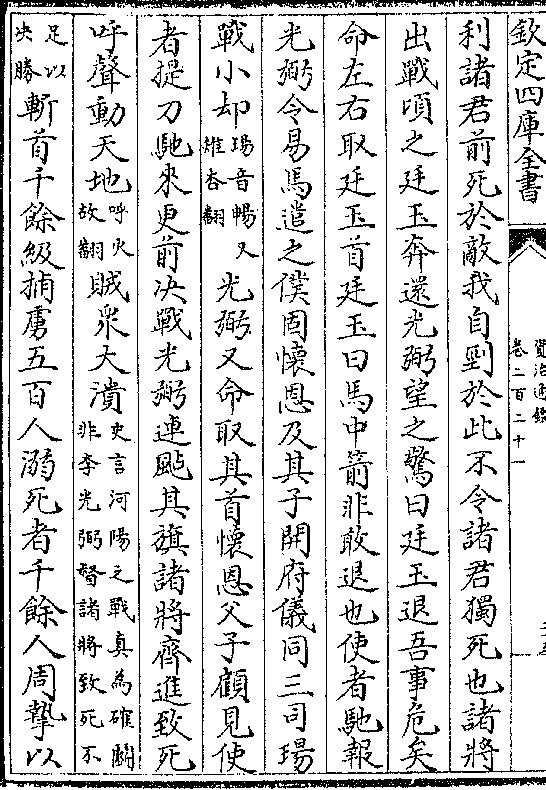 欽定四庫全書
資治通鑑
卷二百二十一
利諸君前死於敵我自剄於此不令諸君獨死也諸將
出戰頃之廷玉奔還光弼望之驚曰廷玉退吾事危矣
命左右取廷玉首廷玉曰馬中箭非敢退也使者馳報
光弼令易馬遣之僕固懷恩及其子開府儀同三司瑒
戰小却瑒音暢又雉杏翻光弼又命取其首懷恩父子顧見使
者提刀馳來更前决戰光弼連颭其旗諸將齊進致死
呼聲動天地呼火故翻賊衆大潰史言河陽之戰真為確鬬非李光弼督諸將致死不
足以决勝斬首千餘級捕虜五百人溺死者千餘人周摯以